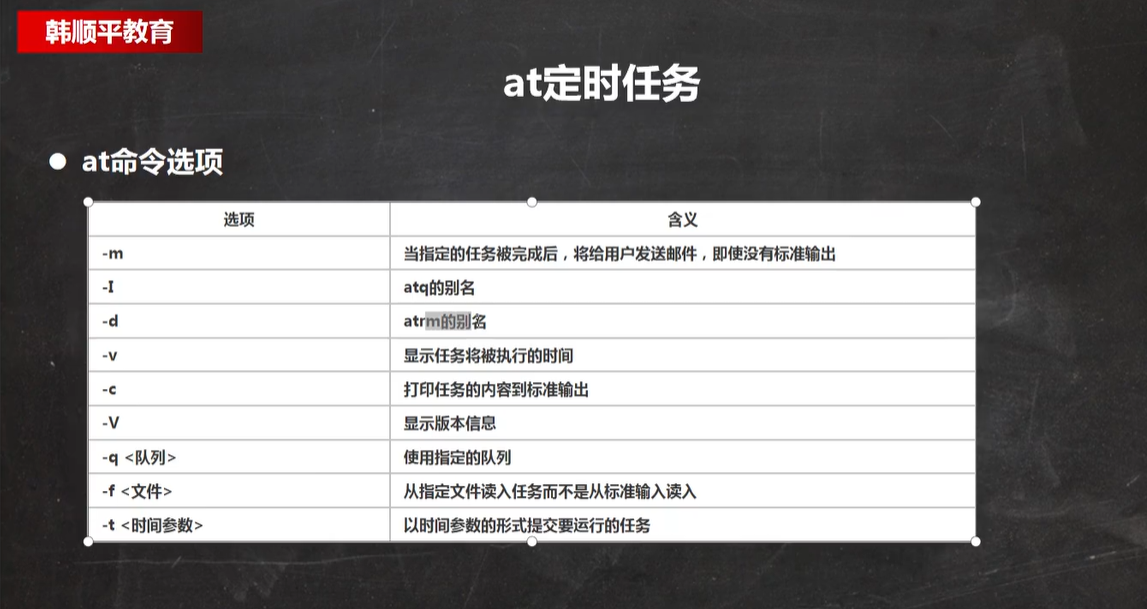 韩顺平教育
at定时任务
● at命令选项
选项 含义
-m 当指定的任务被完成后，将给用户发送邮件，即使没有标准输出
-I atq的别名
-d atrm的别名
-v 显示任务将被执行的时间
-c 打印任务的内容到标准输出
-V 显示版本信息
-q <队列> 使用指定的队列
-f <文件> 从指定文件读入任务而不是从标准输入读入
-t <时间参数> 以时间参数的形式提交要运行的任务